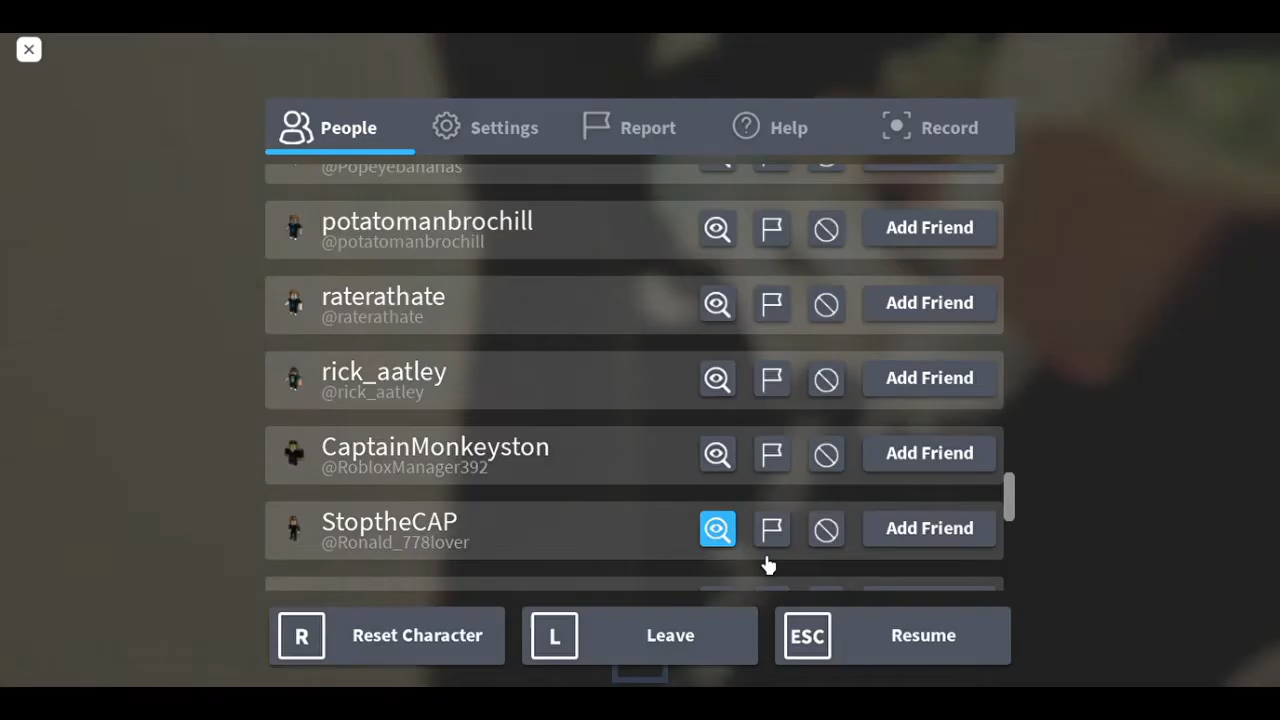 People
Settings
Report
Help
Record
@Popeyebananas
potatomanbrochill
@potatomanbrochill
Add Friend
raterathate
@raterathate
Add Friend
rick_aatley
@rick_aatley
Add Friend
CaptainMonkeyston
@RobloxManager392
Add Friend
StoptheCAP
@Ronald_778lover
Add Friend
R Reset Character
L Leave
ESC Resume